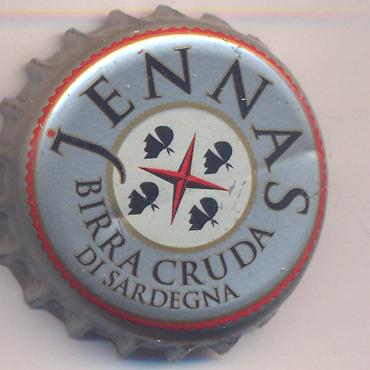 JENNAS
BIRRA CRUDA
DI SARDEGNA